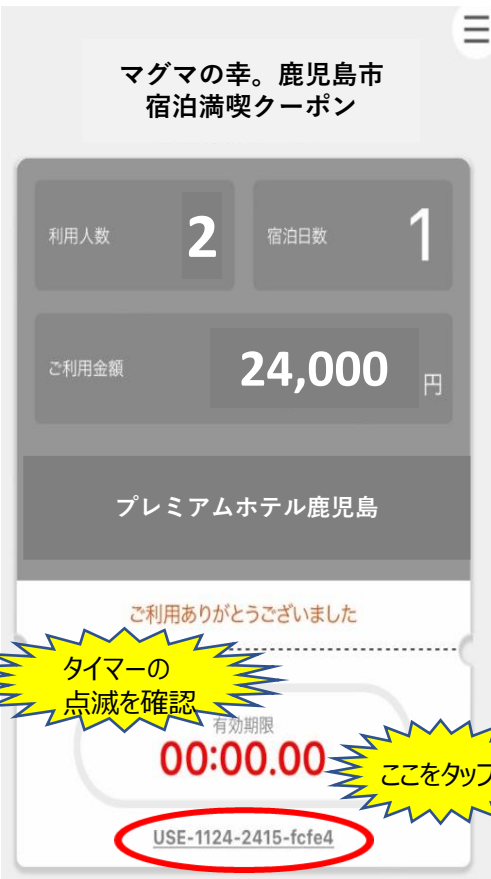 マグマの幸。鹿児島市
宿泊満喫クーポン
利用人数 2 宿泊日数 1
ご利用金額 24,000 円
プレミアムホテル鹿児島
ご利用ありがとうございました
タイマーの
点滅を確認
有効期限
00:00.00
ここをタップ
USE-1124-2415-fcfe4